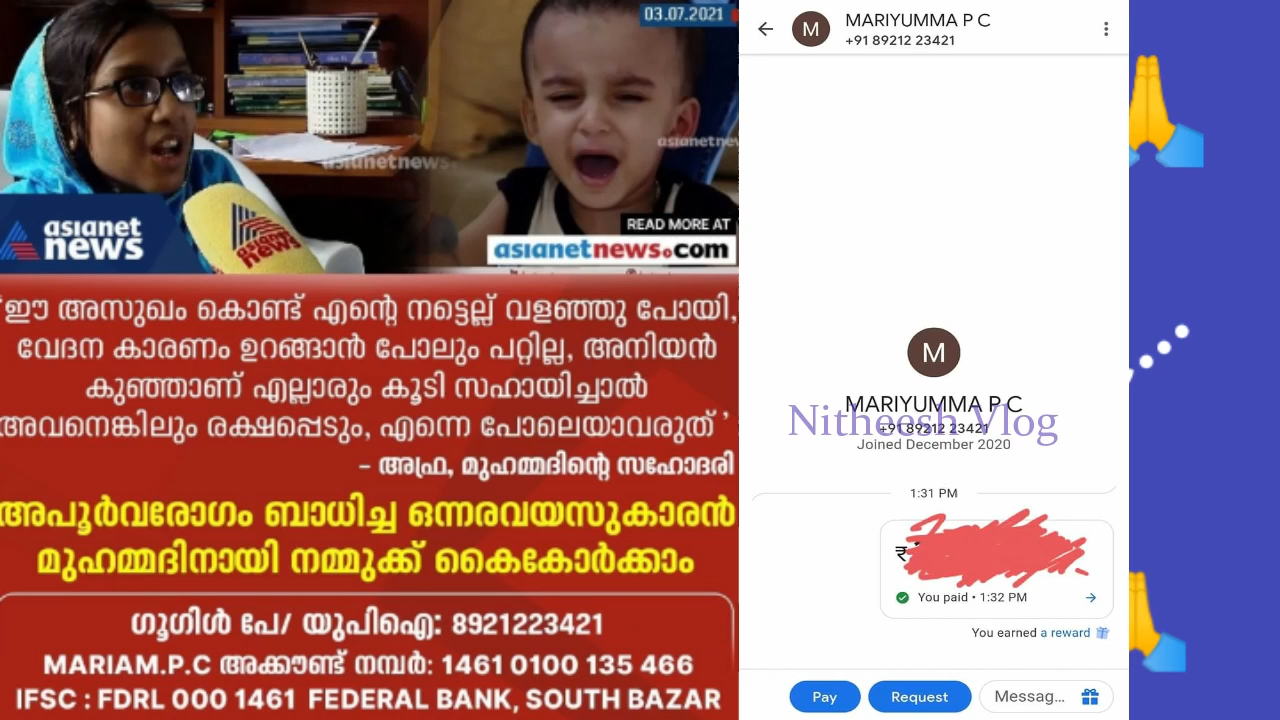 03.07.2021
asianetnews.
asianetnew
asianet
news
asianet
news
READ MORE AT
asianetnews.com
'ഈ അസുഖം കൊണ്ട് എന്റെ നട്ടെല്ല് വളഞ്ഞു പോയി,
വേദന കാരണം ഉറങ്ങാൻ പോലും പറ്റില്ല, അനിയൻ
കുഞ്ഞാണ് എല്ലാരും കൂടി സഹായിച്ചാൽ
അവനെങ്കിലും രക്ഷപ്പെടും, എന്നെ പോലെയാവരുത് '
– അഫ്ര, മുഹമ്മദിന്റെ സഹോദരി
അപൂർവരോഗം ബാധിച്ച ഒന്നരവയസുകാരൻ
മുഹമ്മദിനായി നമ്മുക്ക് കൈകോർക്കാം
ഗൂഗിൾ പേ/ യുപിഐ: 8921223421
MARIAM.P.C അക്കൗണ്ട് നമ്പർ: 1461 0100 135 466
IFSC : FDRL 000 1461 FEDERAL BANK, SOUTH BAZAR
M
MARIYUMMA P C
+91 89212 23421
M
MARIYUMMA P C
Nitheesh Vlog
+91 89212 23421
Joined December 2020
1:31 PM
₹
You paid • 1:32 PM
You earned a reward
Pay
Request
Messag...